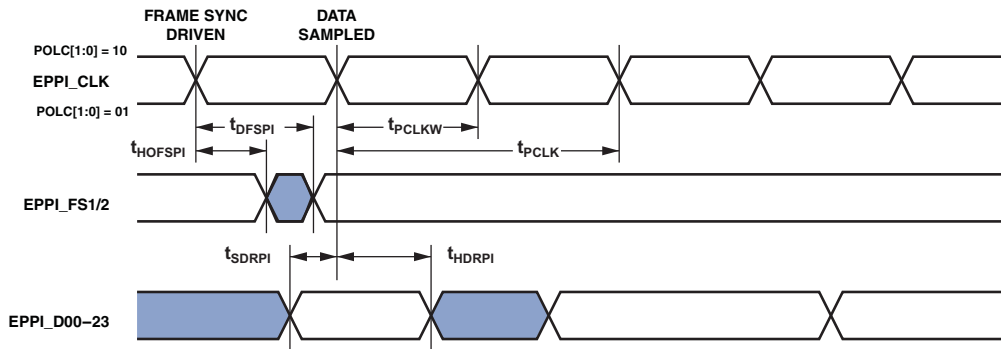 FRAME SYNC
DRIVEN
DATA
SAMPLED
POLC[1:0] = 10
EPPI_CLK
POLC[1:0] = 01
tDFSPI
tPCLKW
tHOFSPI
tPCLK
EPPI_FS1/2
tSDRPI
tHDRPI
EPPI_D00–23